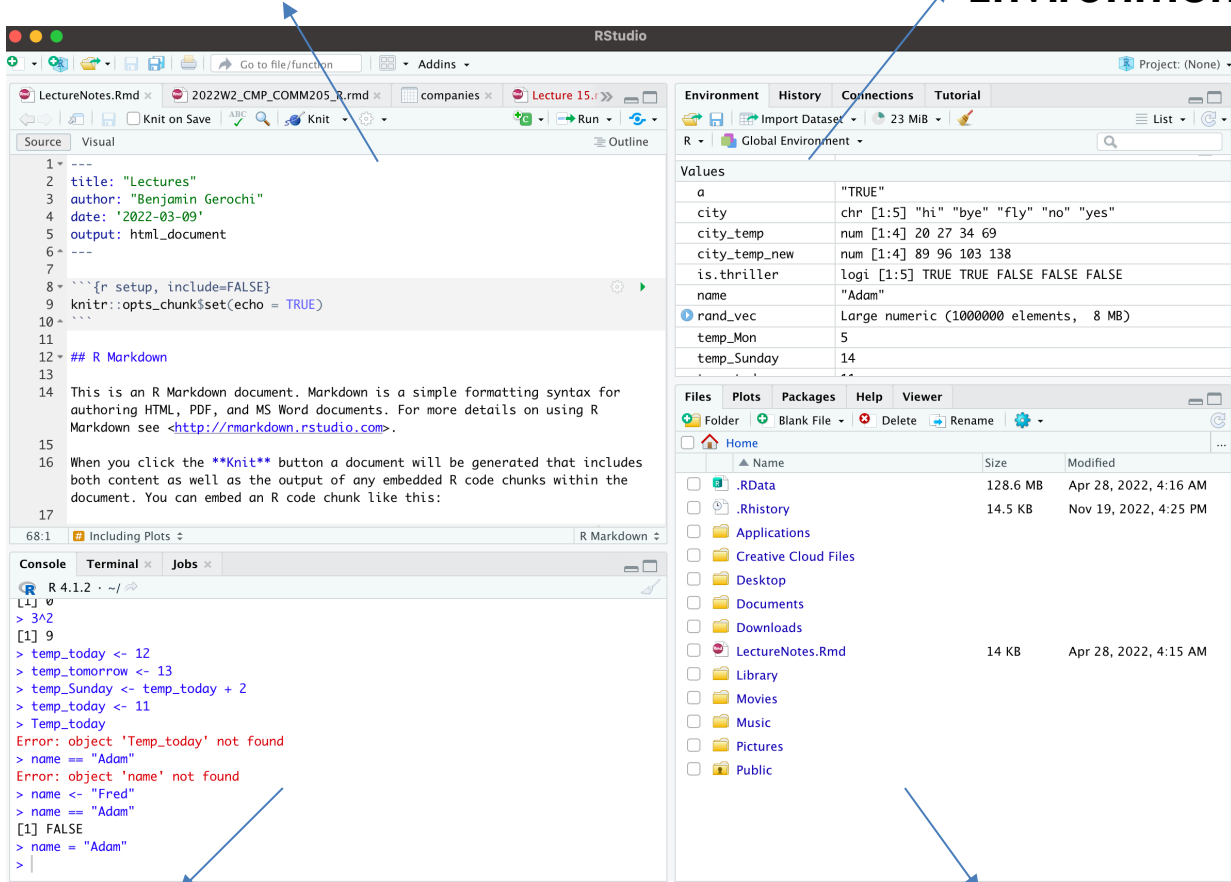 RStudio
Go to file/function
Addins
Project: (None)
LectureNotes.Rmd
2022W2_CMP_COMM205_R.rmd
companies
Lecture 15.r
Knit on Save
ABC
Knit
Run
Source
Visual
Outline
1 ---
2 title: "Lectures"
3 author: "Benjamin Gerochi"
4 date: '2022-03-09'
5 output: html_document
6 ---
7
8 ```{r setup, include=FALSE}
9 knitr::opts_chunk$set(echo = TRUE)
10 ```
11
12 ## R Markdown
13
14 This is an R Markdown document. Markdown is a simple formatting syntax for
authoring HTML, PDF, and MS Word documents. For more details on using R
Markdown see <http://rmarkdown.rstudio.com>.
15
16 When you click the **Knit** button a document will be generated that includes
both content as well as the output of any embedded R code chunks within the
document. You can embed an R code chunk like this:
17
68:1 # Including Plots
R Markdown
Console Terminal Jobs
R 4.1.2 · ~/
[1] 0
> 3^2
[1] 9
> temp_today <- 12
> temp_tomorrow <- 13
> temp_Sunday <- temp_today + 2
> temp_today <- 11
> Temp_today
Error: object 'Temp_today' not found
> name == "Adam"
Error: object 'name' not found
> name <- "Fred"
> name == "Adam"
[1] FALSE
> name = "Adam"
>
Environment History Connections Tutorial
Import Dataset
23 MiB
List
R
Global Environment
Values
a "TRUE"
city chr [1:5] "hi" "bye" "fly" "no" "yes"
city_temp num [1:4] 20 27 34 69
city_temp_new num [1:4] 89 96 103 138
is.thriller logi [1:5] TRUE TRUE FALSE FALSE FALSE
name "Adam"
rand_vec Large numeric (1000000 elements, 8 MB)
temp_Mon 5
temp_Sunday 14
Files Plots Packages Help Viewer
Folder Blank File Delete Rename
Home
...
Name Size Modified
.RData 128.6 MB Apr 28, 2022, 4:16 AM
.Rhistory 14.5 KB Nov 19, 2022, 4:25 PM
Applications
Creative Cloud Files
Desktop
Documents
Downloads
LectureNotes.Rmd 14 KB Apr 28, 2022, 4:15 AM
Library
Movies
Music
Pictures
Public